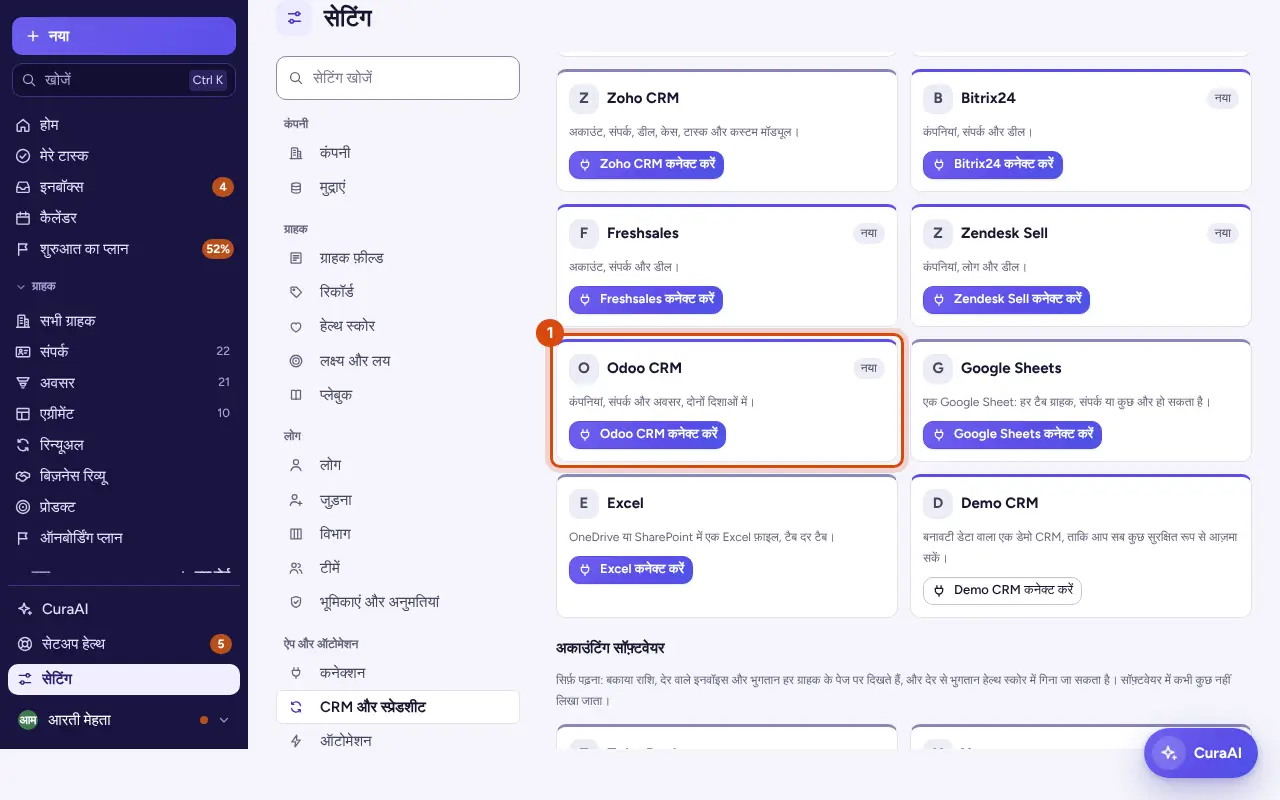 नया
खोजें
Ctrl K
होम
मेरे टास्क
इनबॉक्स
4
कैलेंडर
शुरुआत का प्लान
52%
ग्राहक
सभी ग्राहक
संपर्क
22
अवसर
21
एग्रीमेंट
10
रिन्यूअल
बिज़नेस रिव्यू
प्रोडक्ट
ऑनबोर्डिंग प्लान
CuraAI
सेटअप हेल्थ
5
सेटिंग
आम
आरती मेहता
सेटिंग
सेटिंग खोजें
कंपनी
कंपनी
मुद्राएं
ग्राहक
ग्राहक फ़ील्ड
रिकॉर्ड
हेल्थ स्कोर
लक्ष्य और लय
प्लेबुक
लोग
लोग
जुड़ना
विभाग
टीमें
भूमिकाएं और अनुमतियां
ऐप और ऑटोमेशन
कनेक्शन
CRM और स्प्रेडशीट
ऑटोमेशन
Z
Zoho CRM
अकाउंट, संपर्क, डील, केस, टास्क और कस्टम मॉड्यूल।
Zoho CRM कनेक्ट करें
B
Bitrix24
नया
कंपनियां, संपर्क और डील।
Bitrix24 कनेक्ट करें
F
Freshsales
नया
अकाउंट, संपर्क और डील।
Freshsales कनेक्ट करें
Z
Zendesk Sell
नया
कंपनियां, लोग और डील।
Zendesk Sell कनेक्ट करें
1
O
Odoo CRM
नया
कंपनियां, संपर्क और अवसर, दोनों दिशाओं में।
Odoo CRM कनेक्ट करें
G
Google Sheets
एक Google Sheet: हर टैब ग्राहक, संपर्क या कुछ और हो सकता है।
Google Sheets कनेक्ट करें
E
Excel
OneDrive या SharePoint में एक Excel फ़ाइल, टैब दर टैब।
Excel कनेक्ट करें
D
Demo CRM
बनावटी डेटा वाला एक डेमो CRM, ताकि आप सब कुछ सुरक्षित रूप से आज़मा
सकें।
Demo CRM कनेक्ट करें
अकाउंटिंग सॉफ़्टवेयर
सिर्फ़ पढ़ना: बकाया राशि, देर वाले इनवॉइस और भुगतान हर ग्राहक के पेज पर दिखते हैं, और देर से भुगतान हेल्थ स्कोर में गिना जा सकता है। सॉफ़्टवेयर में कभी कुछ नहीं
लिखा जाता।
CuraAI